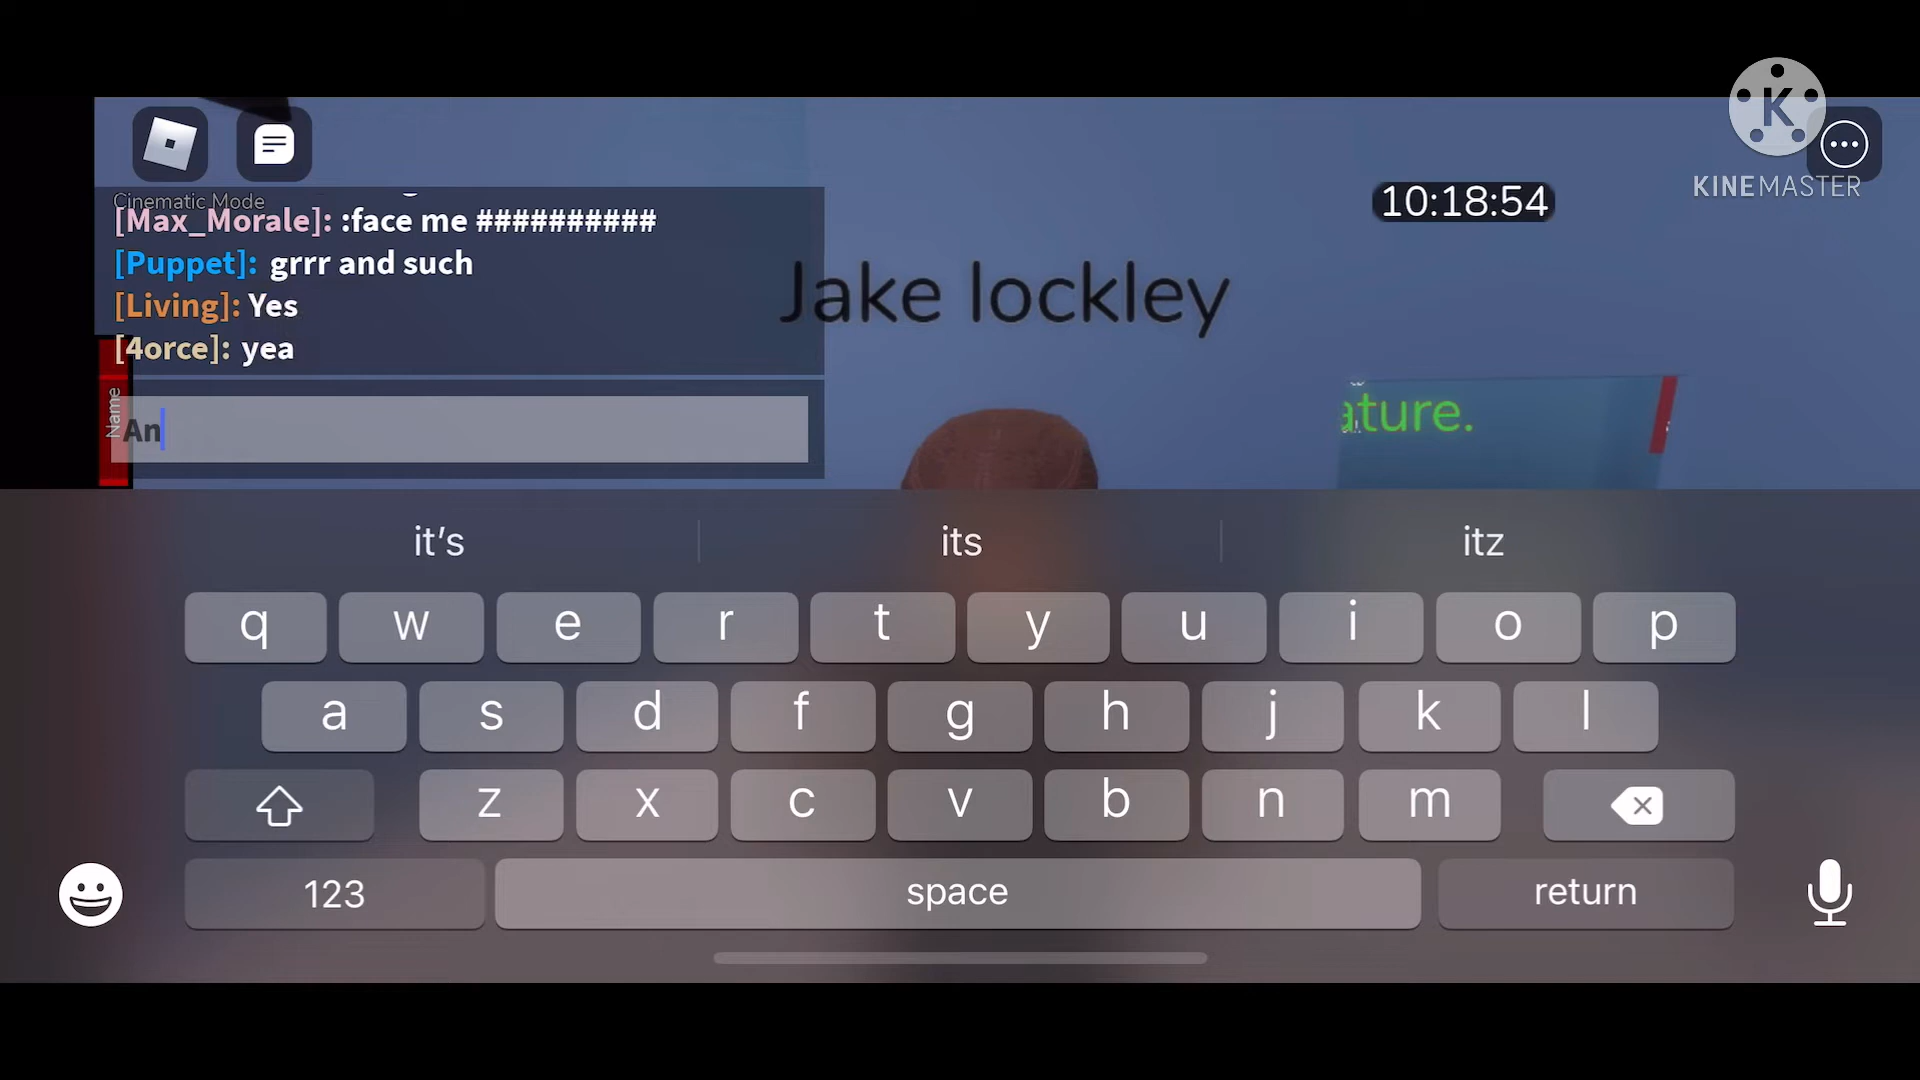 K
KINEMASTER
Cinematic Mode
10:18:54
[Max_Morale]: :face me ##########
[Puppet]: grrr and such
[Living]: Yes
[4orce]: yea
Jake lockley
Name
An
ature.
it’s its itz
q w e r t y u i o p
a s d f g h j k l
z x c v b n m
123 space return